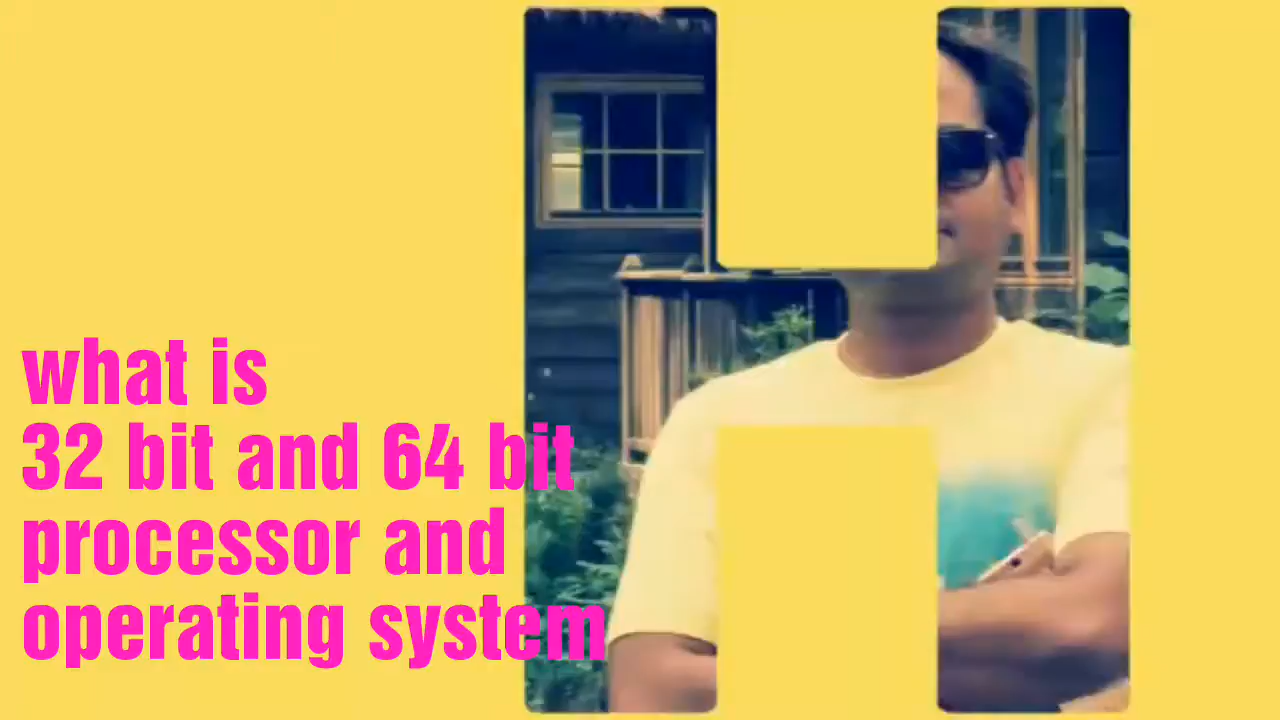 what is
32 bit and 64 bit
processor and
operating system